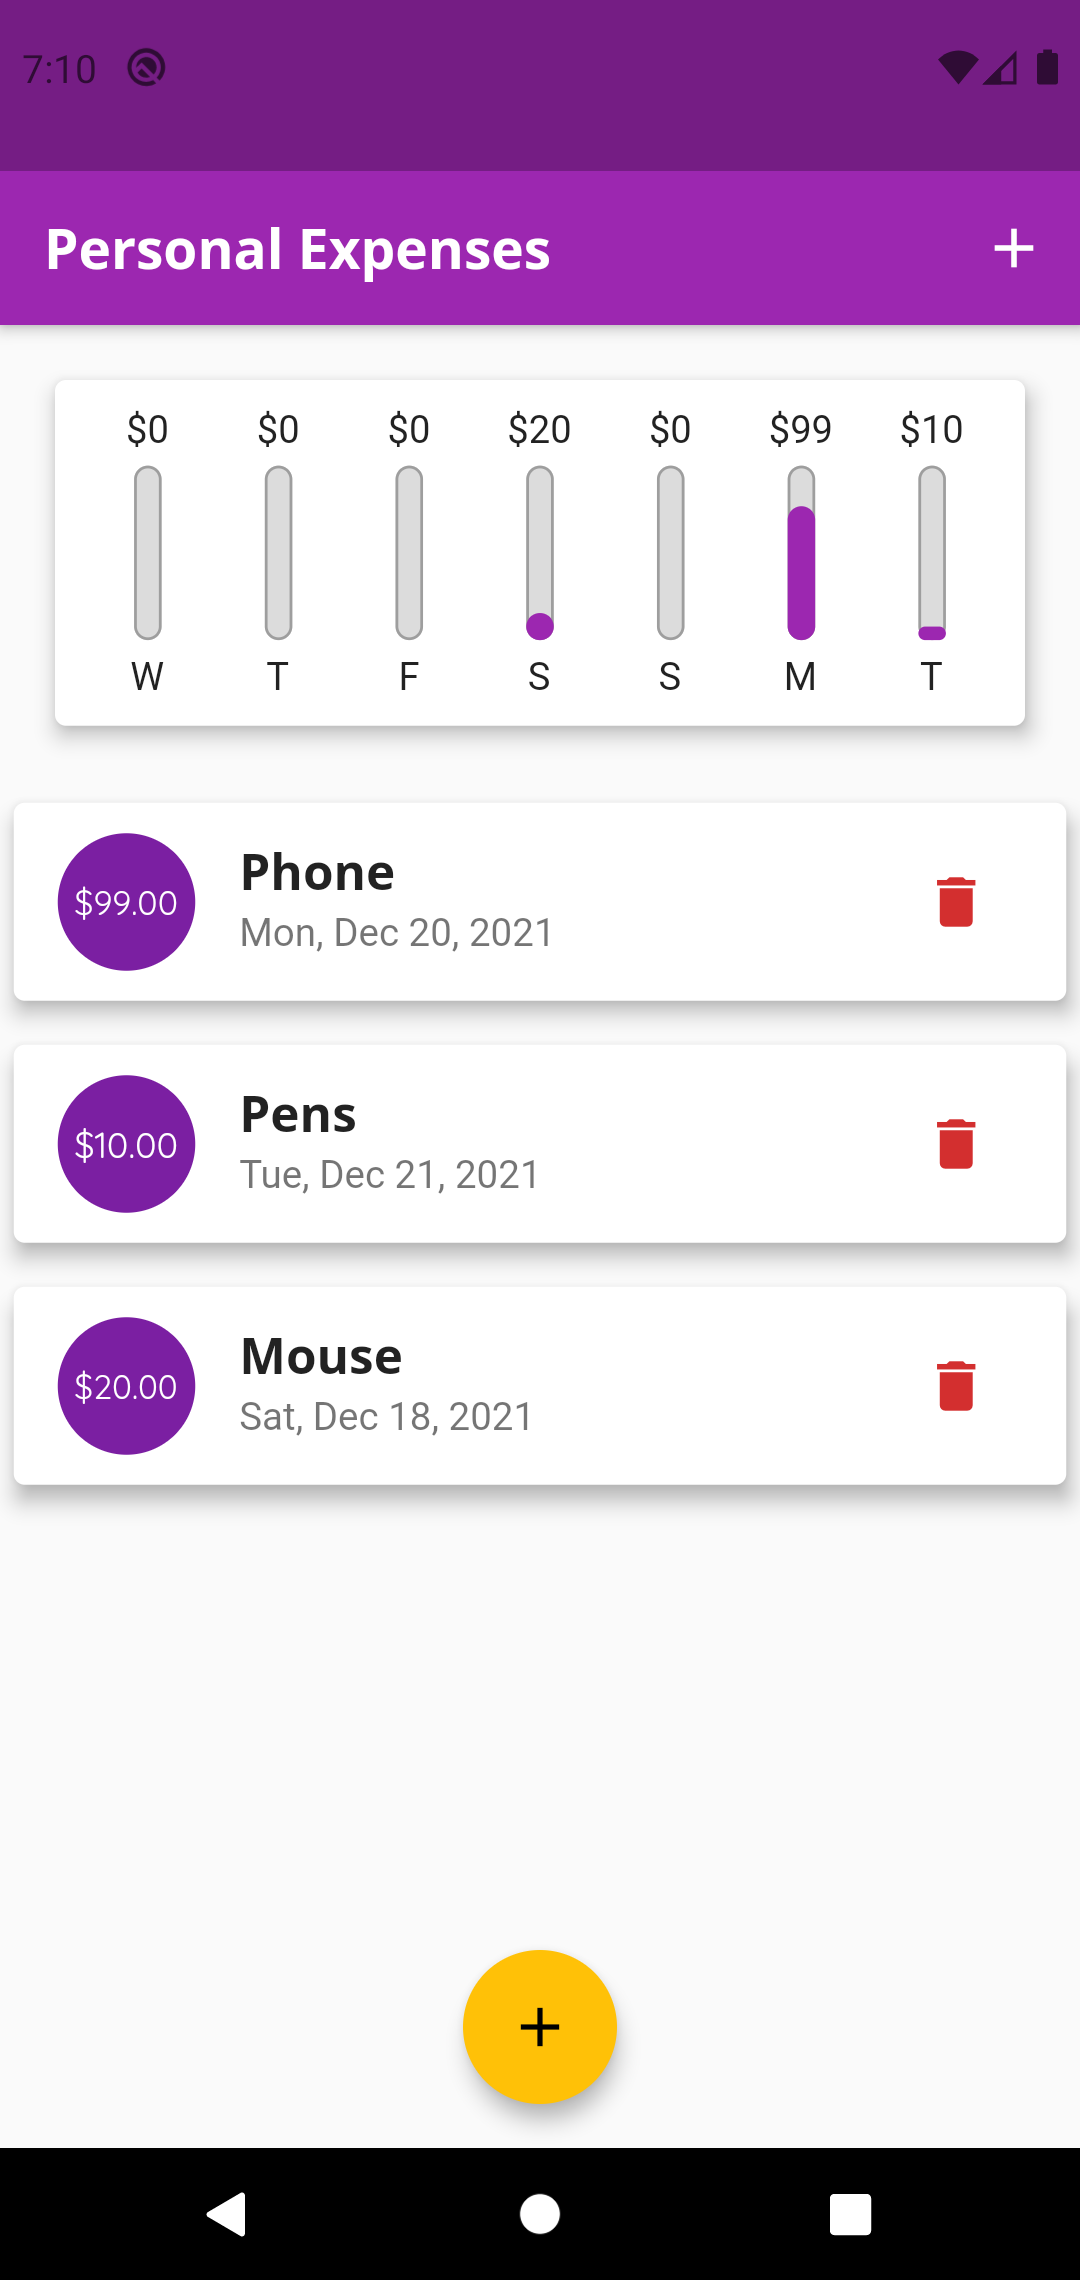 7:10
Personal Expenses
$0 $0 $0 $20 $0 $99 $10
W T F S S M T
$99.00
Phone
Mon, Dec 20, 2021
$10.00
Pens
Tue, Dec 21, 2021
$20.00
Mouse
Sat, Dec 18, 2021